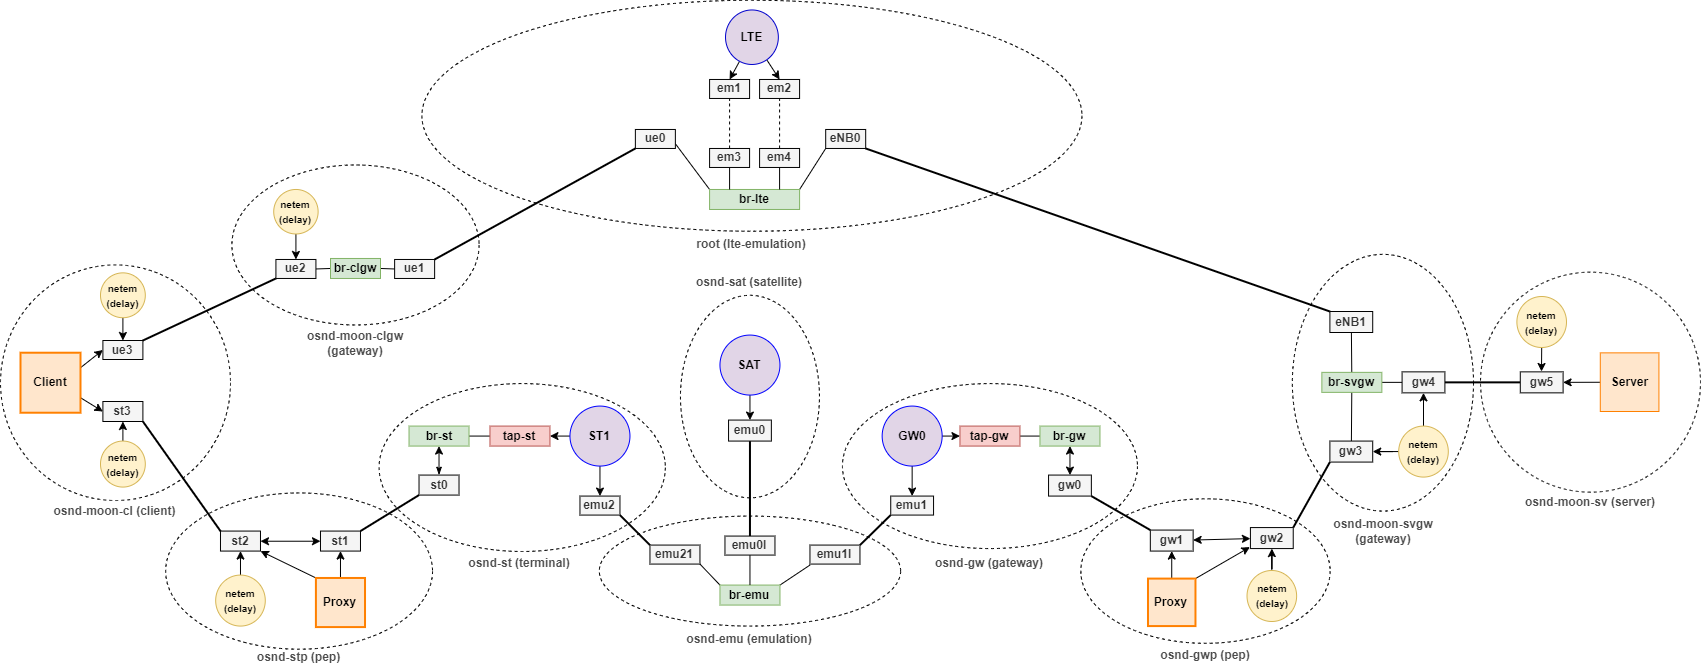 LTE
em1
em2
ue0
eNB0
em3
em4
br-lte
root (lte-emulation)
netem
(delay)
ue2
br-clgw
ue1
osnd-moon-clgw
(gateway)
netem
(delay)
ue3
Client
st3
netem
(delay)
osnd-moon-cl (client)
osnd-sat (satellite)
SAT
emu0
br-st
tap-st
ST1
st0
emu2
osnd-st (terminal)
st2
st1
netem
(delay)
Proxy
osnd-stp (pep)
emu21
emu0l
emu1l
br-emu
osnd-emu (emulation)
GW0
tap-gw
br-gw
gw0
emu1
osnd-gw (gateway)
gw1
gw2
Proxy
netem
(delay)
osnd-gwp (pep)
eNB1
br-svgw
gw4
gw3
netem
(delay)
osnd-moon-svgw
(gateway)
netem
(delay)
gw5
Server
osnd-moon-sv (server)